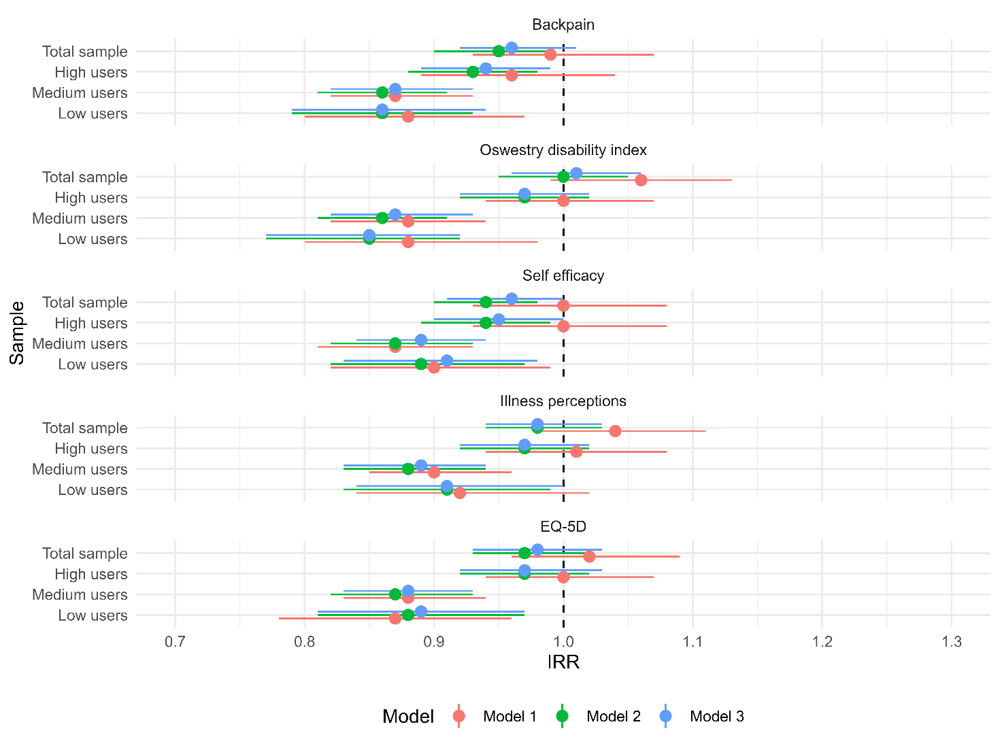 Backpain
Total sample
High users
Medium users
Low users
Oswestry disability index
Total sample
High users
Medium users
Low users
Self efficacy
Total sample
High users
Medium users
Low users
Illness perceptions
Total sample
High users
Medium users
Low users
EQ-5D
Total sample
High users
Medium users
Low users
Sample
0.7 0.8 0.9 1.0 1.1 1.2 1.3
IRR
Model Model 1 Model 2 Model 3